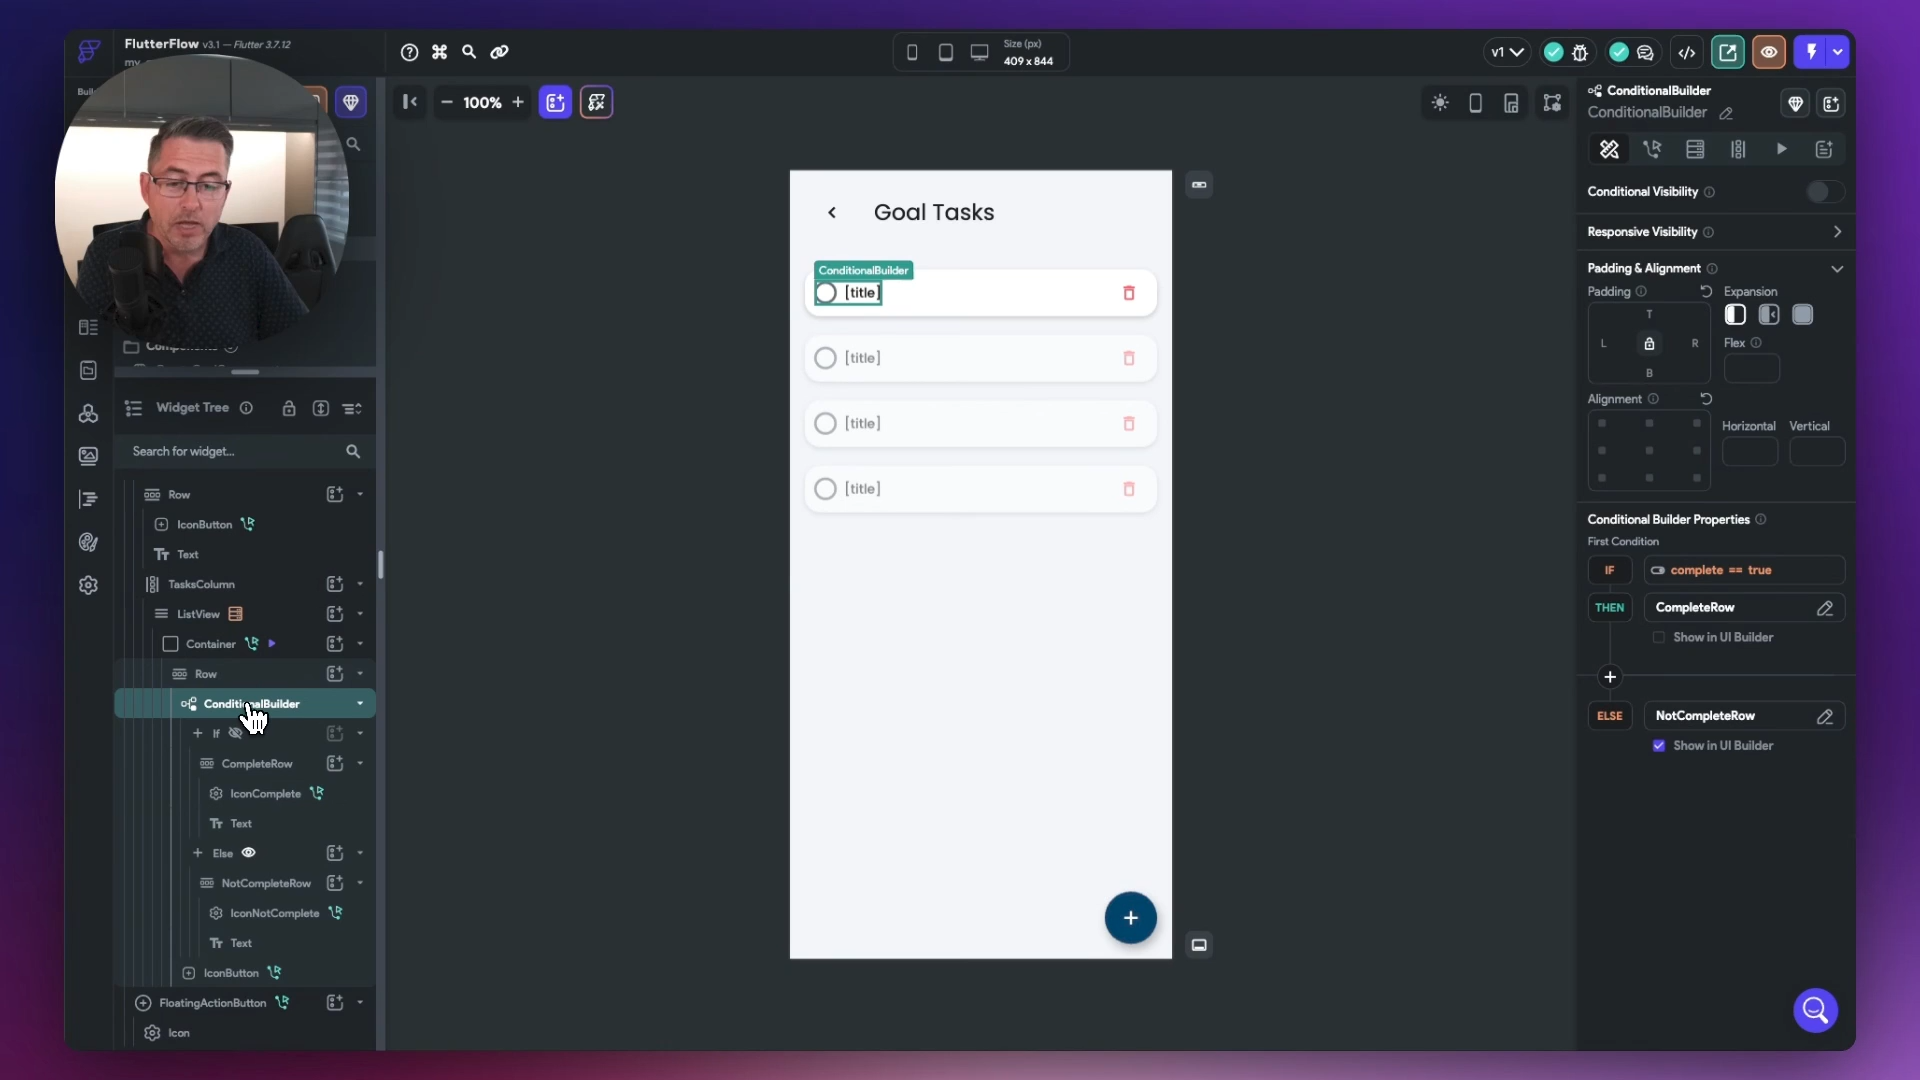 FlutterFlow v3.1 — Flutter 3.7.12
my
Size (px)
409 x 844
v1
Buil
100%
ConditionalBuilder
ConditionalBuilder
Conditional Visibility
Responsive Visibility
Padding & Alignment
Padding
Expansion
T
L
R
B
Flex
Alignment
Horizontal
Vertical
Conditional Builder Properties
First Condition
IF
complete == true
THEN
CompleteRow
Show in UI Builder
ELSE
NotCompleteRow
Show in UI Builder
Goal Tasks
ConditionalBuilder
[title]
[title]
[title]
[title]
Widget Tree
Search for widget...
Row
IconButton
Text
TasksColumn
ListView
Container
Row
ConditionalBuilder
If
CompleteRow
IconComplete
Text
Else
NotCompleteRow
IconNotComplete
Text
IconButton
FloatingActionButton
Icon